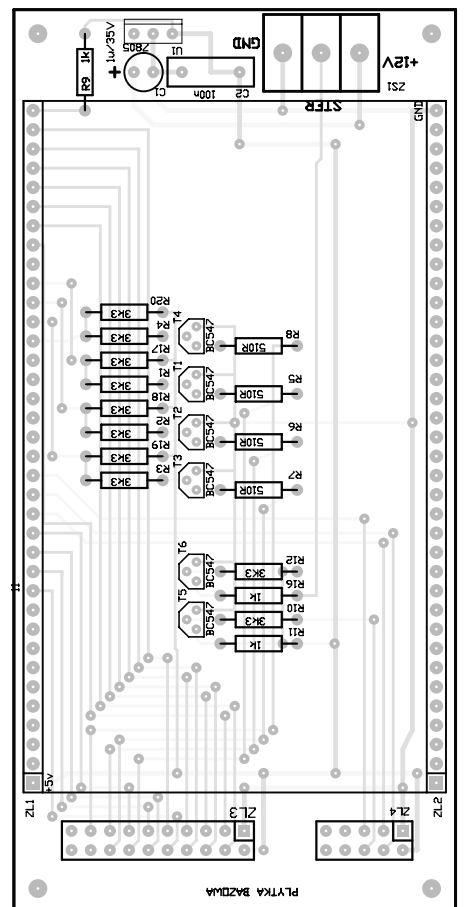 1u/35V
7805
U1
GND
+12V
R9 1k
+
C1
100n
C2
ZS1
STER
GND
R20
3K3
R4
3K3
T4
BC547
R8
510R
R17
3K3
R1
3K3
T1
BC547
R5
510R
R18
3K3
R2
3K3
T2
BC547
R6
510R
R19
3K3
R3
3K3
T3
BC547
R7
510R
T6
BC547
R12
3K3
R16
1k
T5
BC547
R10
3K3
R11
1k
+5v
ZL1
ZL3
ZL4
ZL2
PLYTKA BAZOWA